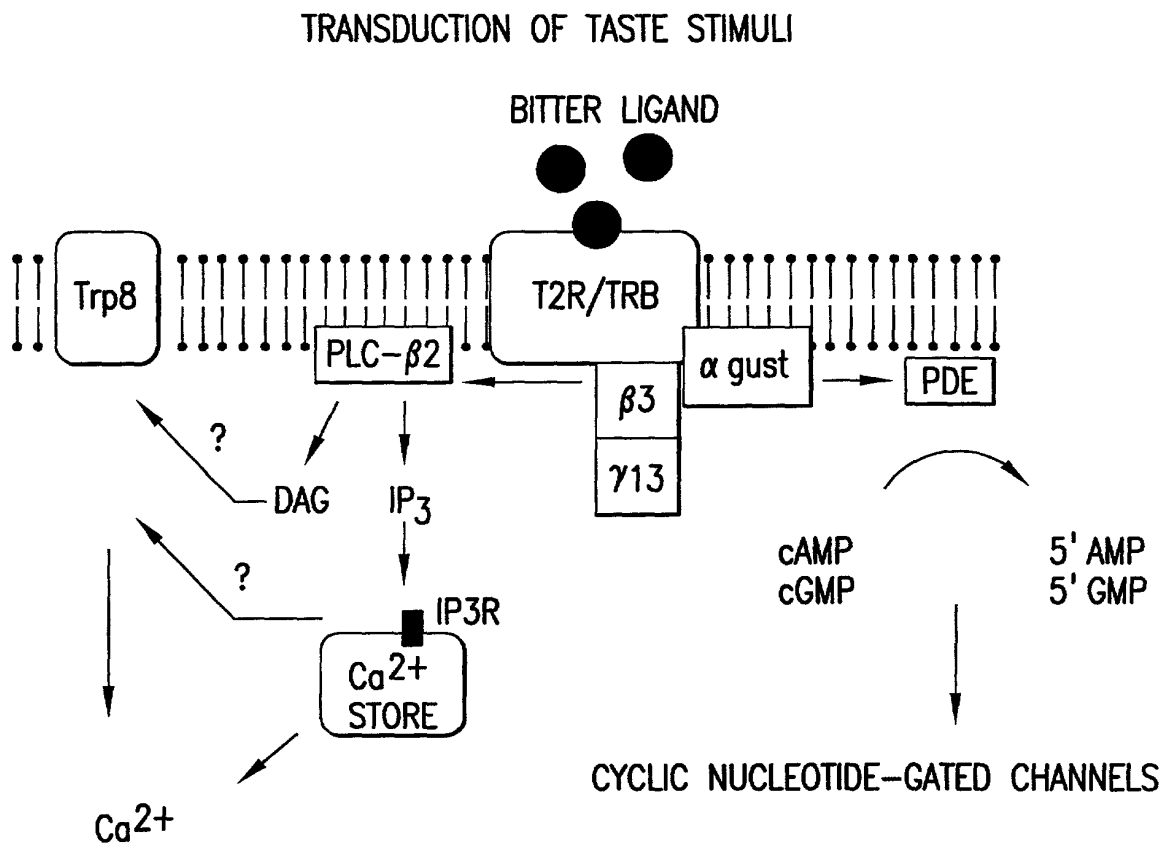 TRANSDUCTION OF TASTE STIMULI
BITTER LIGAND
Trp8
T2R/TRB
PLC-β2
α gust
PDE
β3
γ13
?
DAG
IP3
cAMP
cGMP
5' AMP
5' GMP
?
IP3R
Ca2+
STORE
CYCLIC NUCLEOTIDE-GATED CHANNELS
Ca2+